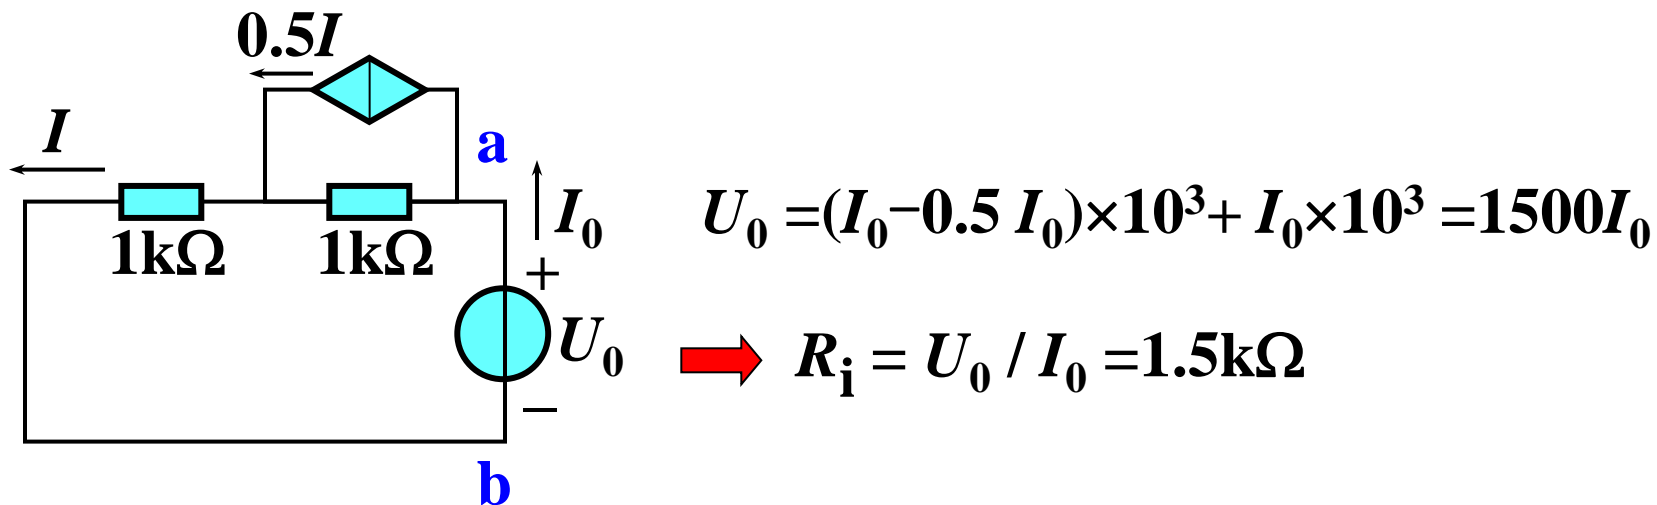 0.5I
I
a
I₀
1kΩ 1kΩ
+
U₀
−
b
U₀ =(I₀−0.5 I₀)×10³+ I₀×10³ =1500I₀
Rᵢ = U₀ / I₀ =1.5kΩ